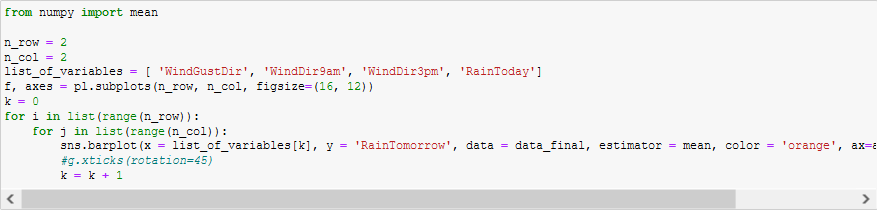 from numpy import mean
n_row = 2
n_col = 2
list_of_variables = [ 'WindGustDir', 'WindDir9am', 'WindDir3pm', 'RainToday']
f, axes = pl.subplots(n_row, n_col, figsize=(16, 12))
k = 0
for i in list(range(n_row)):
    for j in list(range(n_col)):
        sns.barplot(x = list_of_variables[k], y = 'RainTomorrow', data = data_final, estimator = mean, color = 'orange', ax=
        #g.xticks(rotation=45)
        k = k + 1